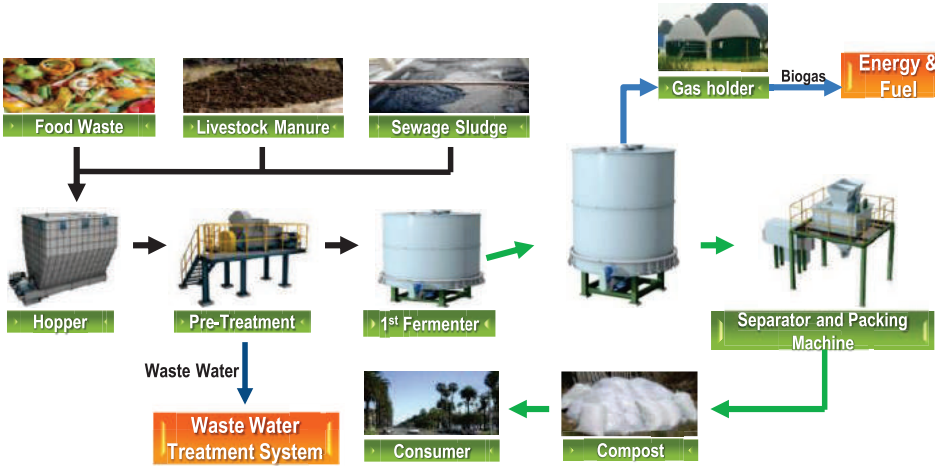 Food Waste
Livestock Manure
Sewage Sludge
Gas holder
Biogas
Energy &
Fuel
Hopper
Pre-Treatment
1st Fermenter
Separator and Packing
Machine
Waste Water
Waste Water
Treatment System
Consumer
Compost